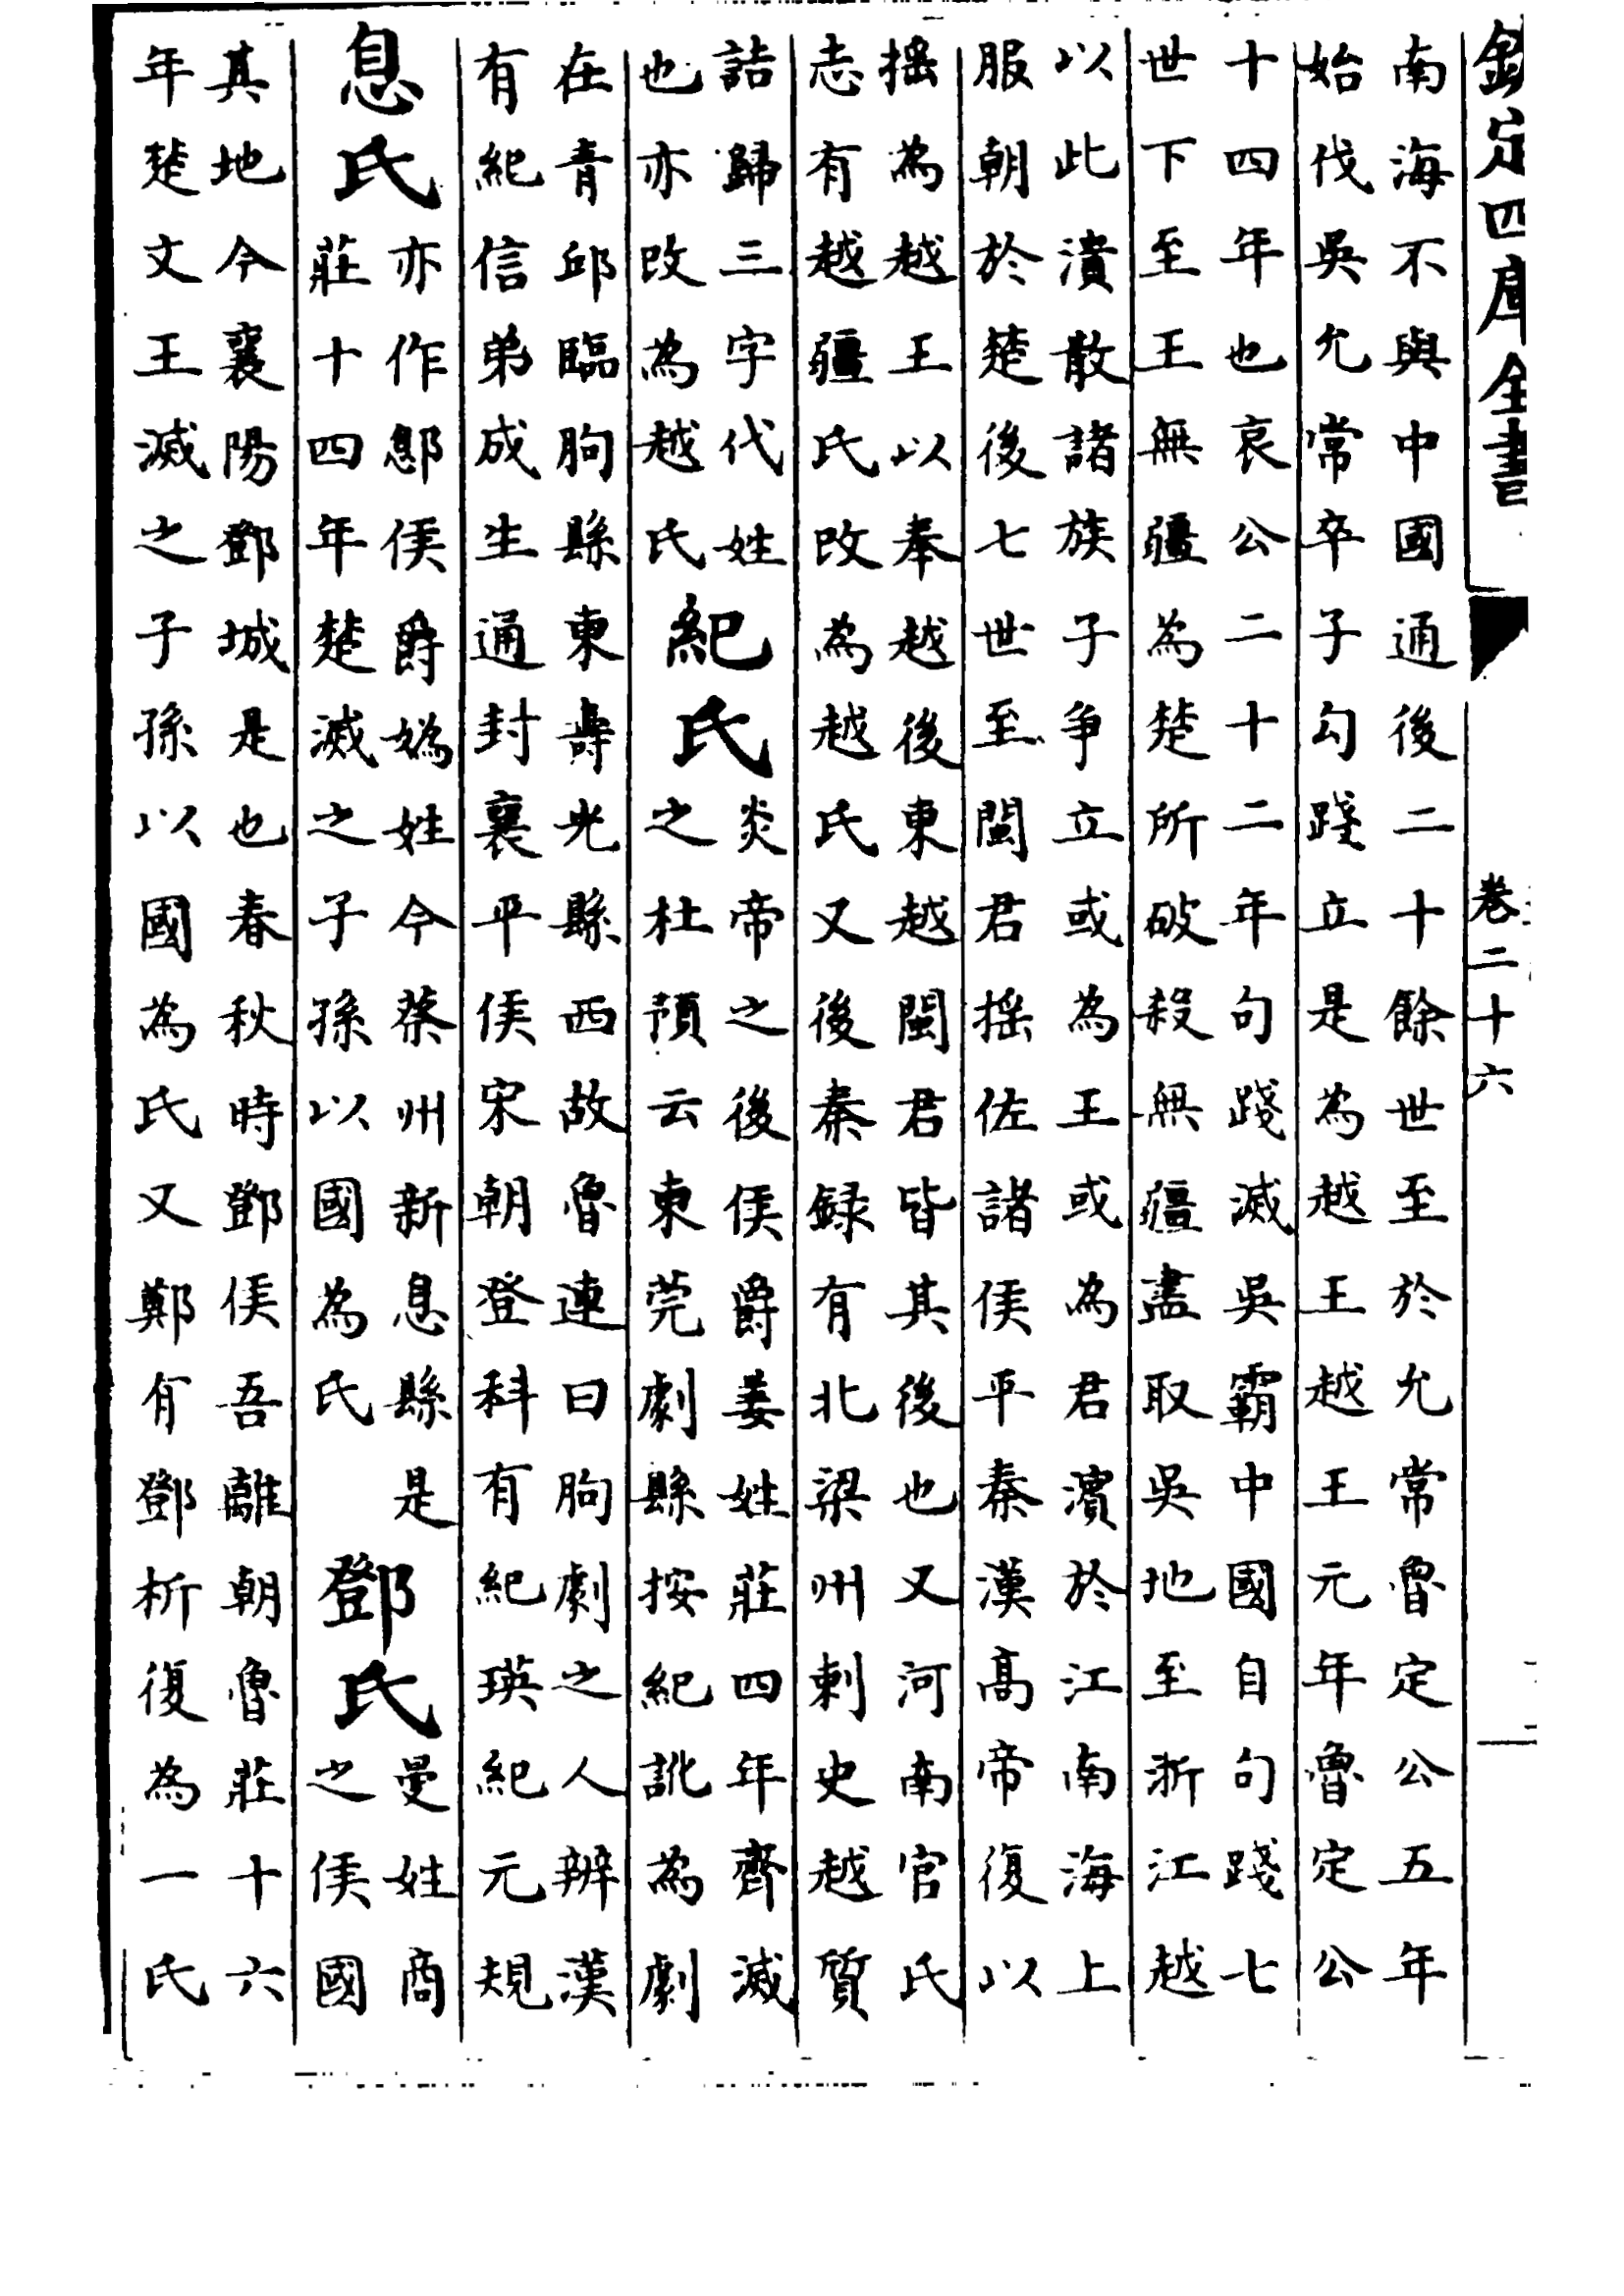 欽定四庫全書
卷二十六
南海不與中國通後二十餘世至於允常魯定公五年
始伐吳允常卒子勾踐立是為越王越王元年魯定公
十四年也哀公二十二年句踐滅吳霸中國自句踐七
世下至王無疆為楚所破殺無疆盡取吳地至浙江越
以此潰散諸族子爭立或為王或為君濱於江南海上
服朝於楚後七世至閩君搖佐諸侯平秦漢高帝復以
搖為越王以奉越後東越閩君皆其後也又河南官氏
志有越疆氏改為越氏又後秦録有北梁州刺史越質
詰歸三字代姓
也亦改為越氏
紀氏
炎帝之後侯爵姜姓莊四年齊滅
之杜預云東莞劇縣按紀訛為劇
在青邱臨朐縣東壽光縣西故魯連曰朐劇之人辨漢
有紀信弟成生通封襄平侯宋朝登科有紀瑛紀元規
息氏
亦作鄎侯爵媯姓今蔡州新息縣是
莊十四年楚滅之子孫以國為氏
鄧氏
曼姓商
之侯國
其地今襄陽鄧城是也春秋時鄧侯吾離朝魯莊十六
年楚文王滅之子孫以國為氏又鄭有鄧析復為一氏